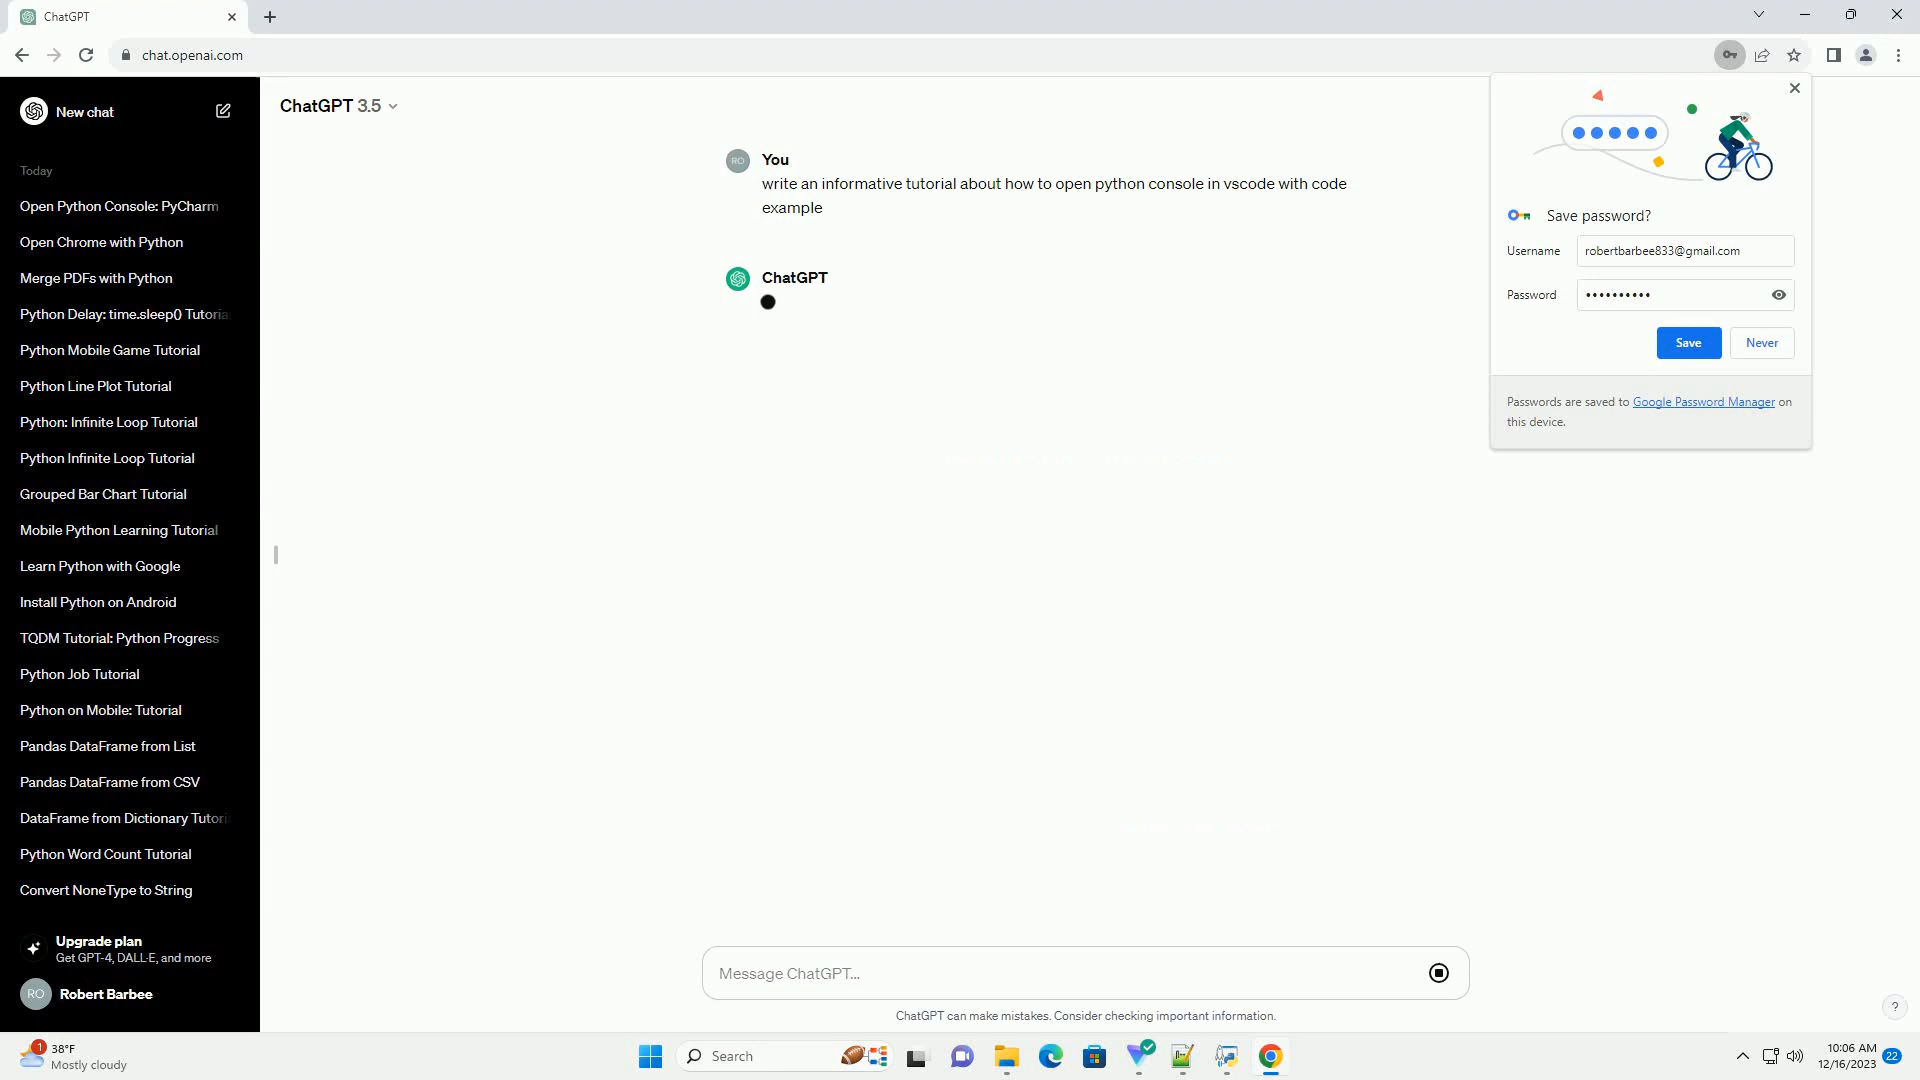 ChatGPT
chat.openai.com
New chat
Today
Open Python Console: PyCharm
Open Chrome with Python
Merge PDFs with Python
Python Delay: time.sleep() Tutoria
Python Mobile Game Tutorial
Python Line Plot Tutorial
Python: Infinite Loop Tutorial
Python Infinite Loop Tutorial
Grouped Bar Chart Tutorial
Mobile Python Learning Tutorial
Learn Python with Google
Install Python on Android
TQDM Tutorial: Python Progress
Python Job Tutorial
Python on Mobile: Tutorial
Pandas DataFrame from List
Pandas DataFrame from CSV
DataFrame from Dictionary Tutori
Python Word Count Tutorial
Convert NoneType to String
Upgrade plan
Get GPT-4, DALL·E, and more
RO Robert Barbee
ChatGPT 3.5
RO You
write an informative tutorial about how to open python console in vscode with code
example
ChatGPT
Save password?
Username robertbarbee833@gmail.com
Password ••••••••••
Save Never
Passwords are saved to Google Password Manager on
this device.
Message ChatGPT...
ChatGPT can make mistakes. Consider checking important information.
?
1
38°F
Mostly cloudy
Search
10:06 AM
12/16/2023
22